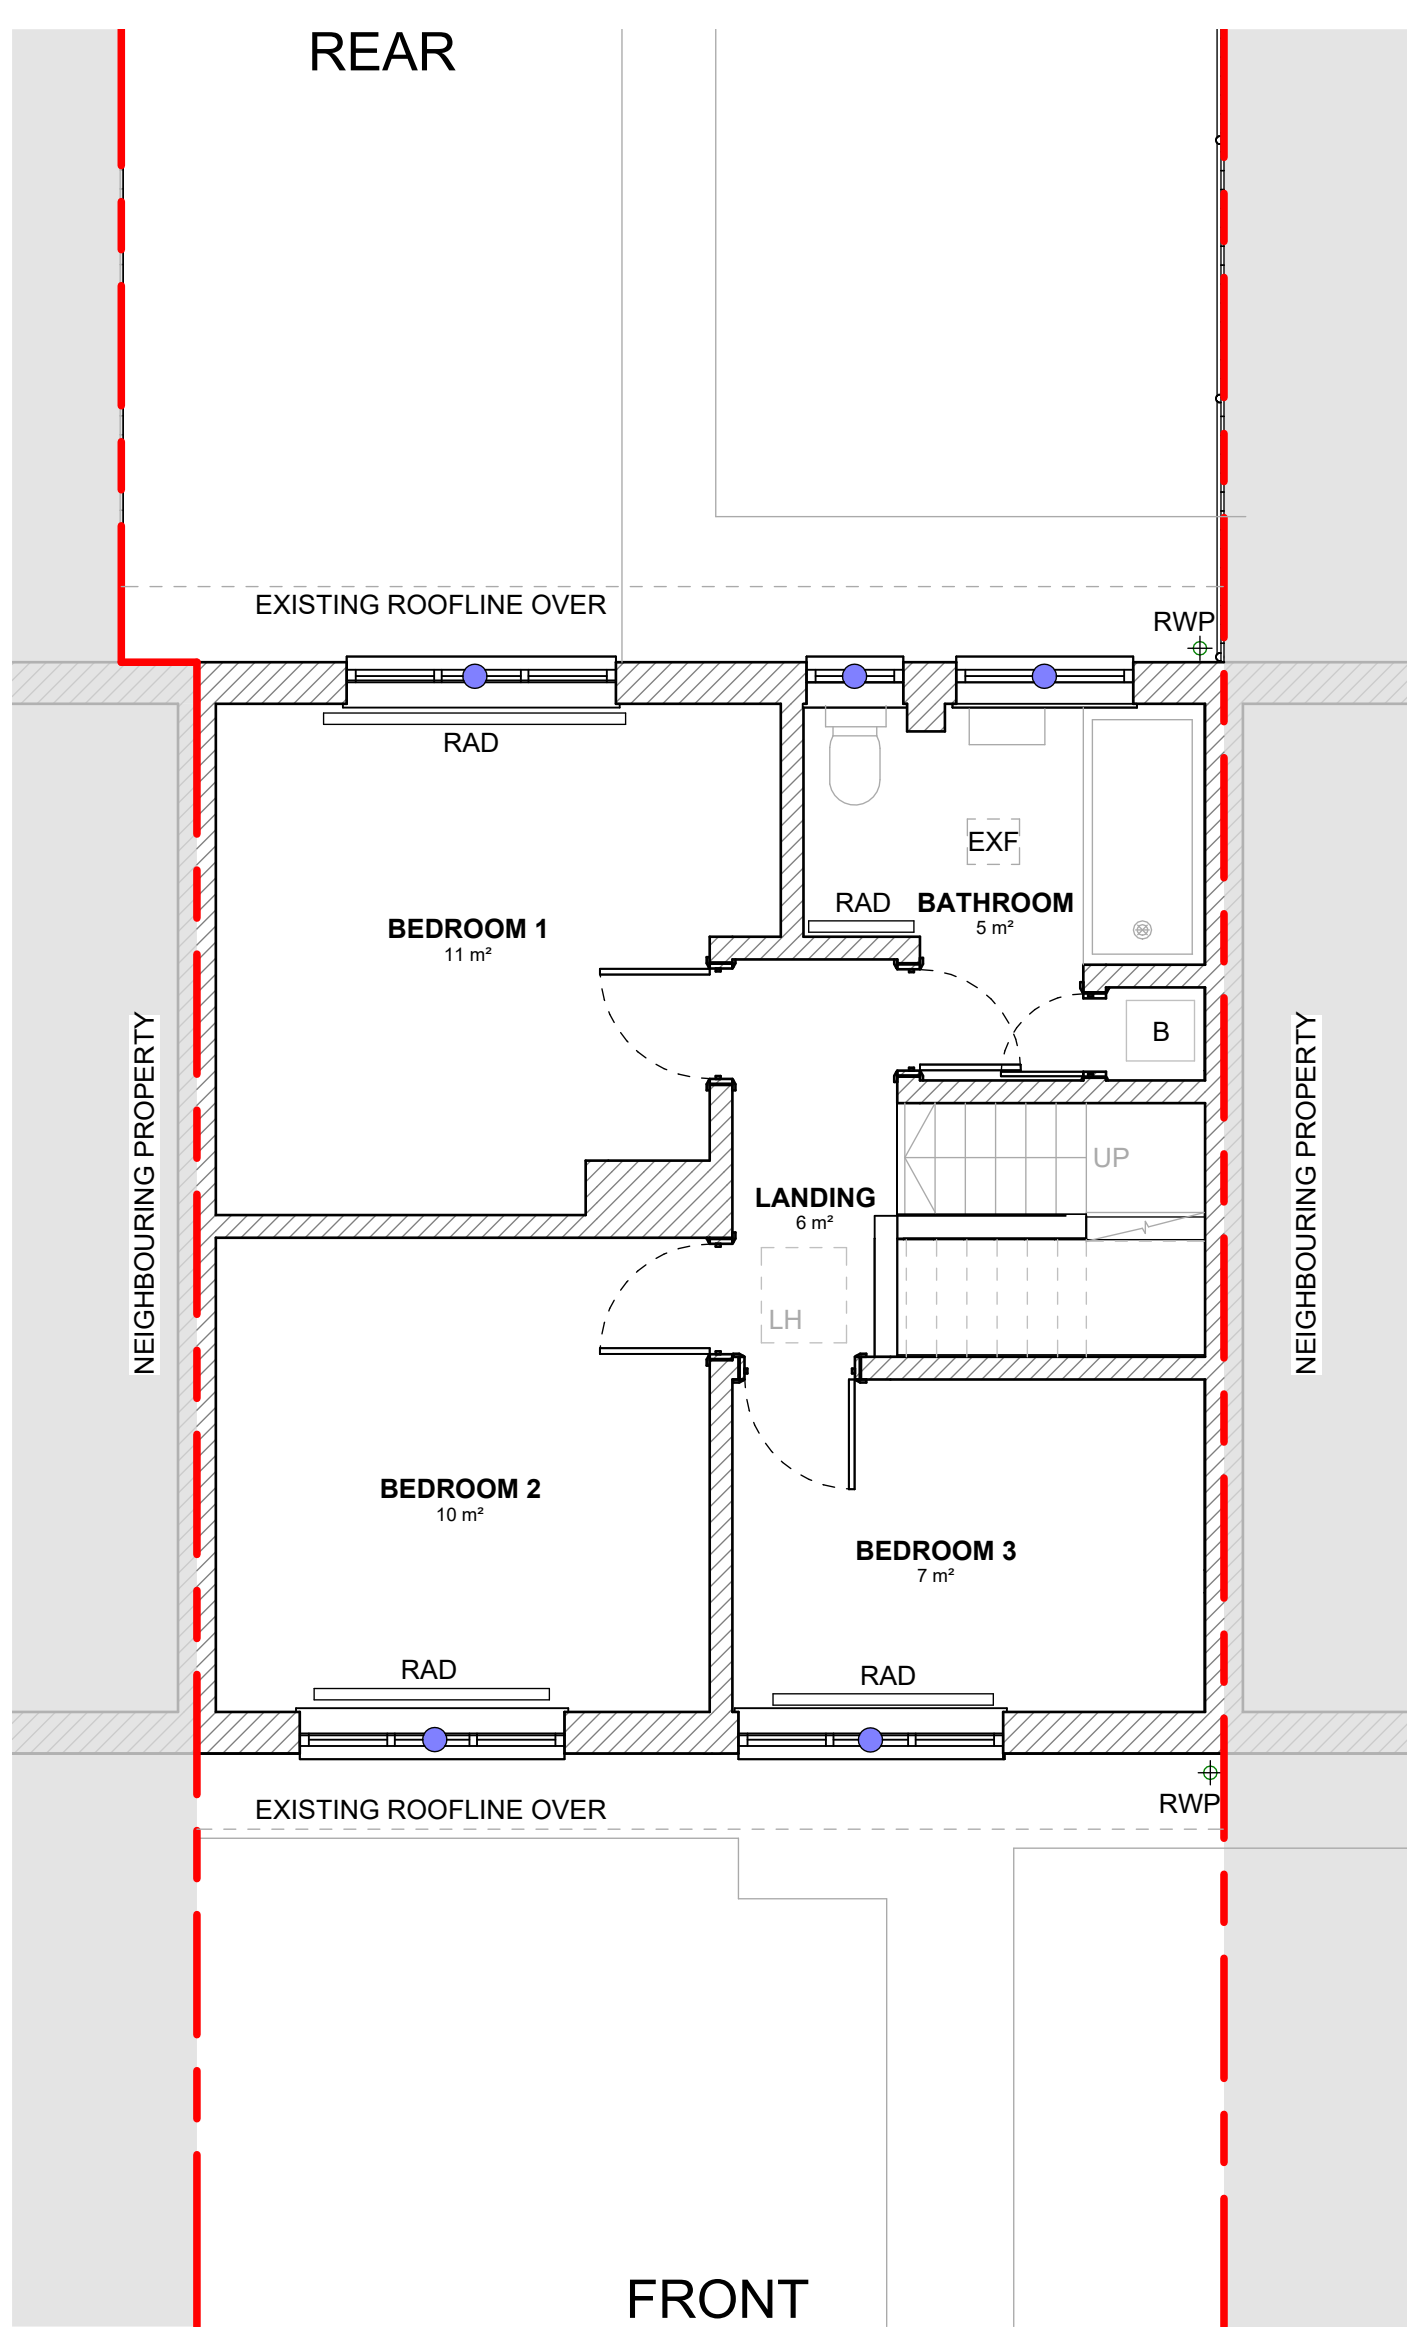 REAR
EXISTING ROOFLINE OVER
RWP
RAD
EXF
RAD
BATHROOM
5 m²
BEDROOM 1
11 m²
B
NEIGHBOURING PROPERTY
NEIGHBOURING PROPERTY
UP
LANDING
6 m²
LH
BEDROOM 2
10 m²
BEDROOM 3
7 m²
RAD
RAD
EXISTING ROOFLINE OVER
RWP
FRONT